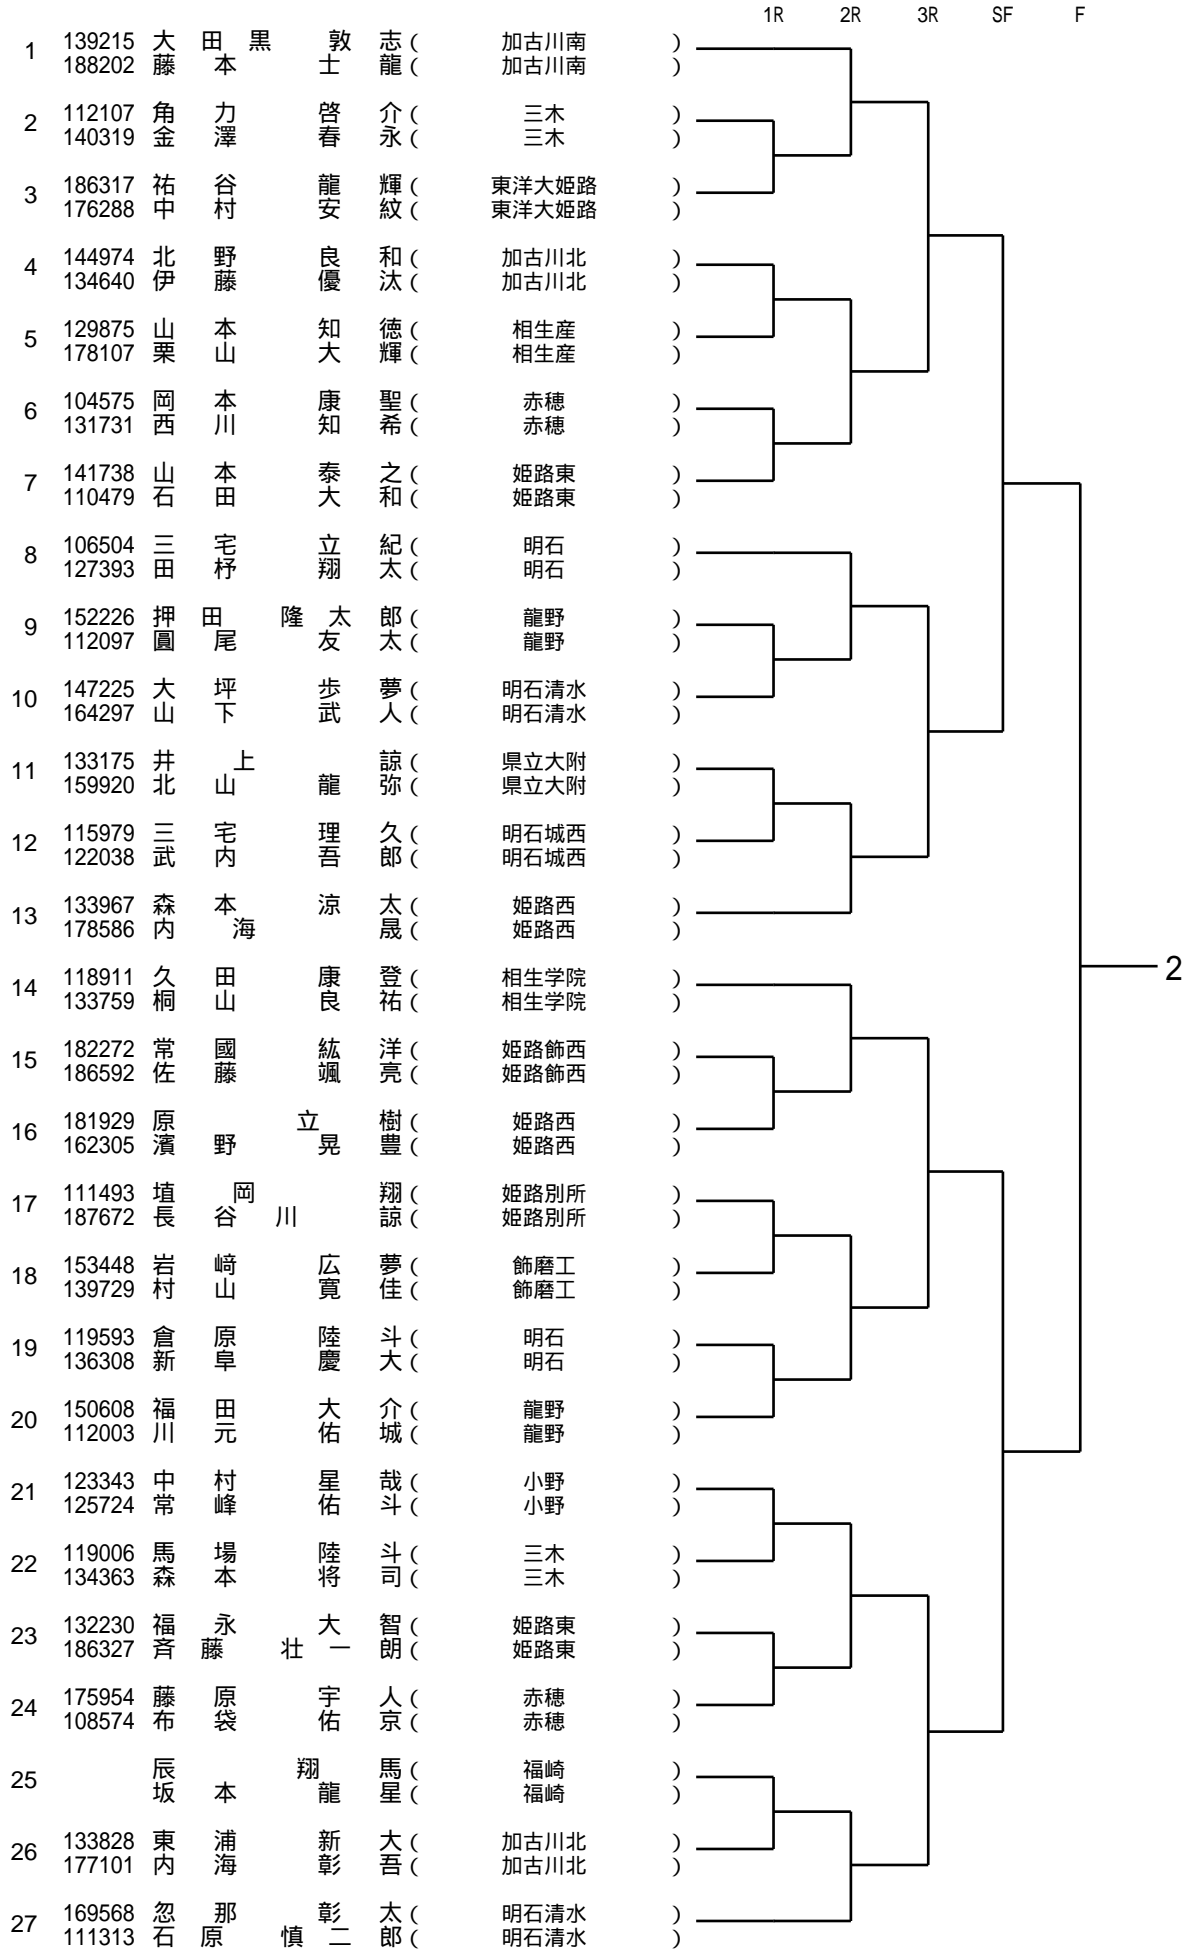 1R 2R 3R SF F
1 139215 大田黒 敦志 ( 加古川南 )
188202 藤本 士龍 ( 加古川南 )
2 112107 角力 啓介 ( 三木 )
140319 金澤 春永 ( 三木 )
3 186317 祐谷 龍輝 ( 東洋大姫路 )
176288 中村 安紋 ( 東洋大姫路 )
4 144974 北野 良和 ( 加古川北 )
134640 伊藤 優汰 ( 加古川北 )
5 129875 山本 知徳 ( 相生産 )
178107 栗山 大輝 ( 相生産 )
6 104575 岡本 康聖 ( 赤穂 )
131731 西川 知希 ( 赤穂 )
7 141738 山本 泰之 ( 姫路東 )
110479 石田 大和 ( 姫路東 )
8 106504 三宅 立紀 ( 明石 )
127393 田杼 翔太 ( 明石 )
9 152226 押田 隆太郎 ( 龍野 )
112097 圓尾 友太 ( 龍野 )
10 147225 大坪 歩夢 ( 明石清水 )
164297 山下 武人 ( 明石清水 )
11 133175 井上 諒 ( 県立大附 )
159920 北山 龍弥 ( 県立大附 )
12 115979 三宅 理久 ( 明石城西 )
122038 武内 吾郎 ( 明石城西 )
13 133967 森本 涼太 ( 姫路西 )
178586 内海 晟 ( 姫路西 )
14 118911 久田 康登 ( 相生学院 )
133759 桐山 良祐 ( 相生学院 )
15 182272 常國 紘洋 ( 姫路飾西 )
186592 佐藤 颯亮 ( 姫路飾西 )
16 181929 原 立樹 ( 姫路西 )
162305 濱野 晃豊 ( 姫路西 )
17 111493 埴岡 翔 ( 姫路別所 )
187672 長谷川 諒 ( 姫路別所 )
18 153448 岩﨑 広夢 ( 飾磨工 )
139729 村山 寛佳 ( 飾磨工 )
19 119593 倉原 陸斗 ( 明石 )
136308 新阜 慶大 ( 明石 )
20 150608 福田 大介 ( 龍野 )
112003 川元 佑城 ( 龍野 )
21 123343 中村 星哉 ( 小野 )
125724 常峰 佑斗 ( 小野 )
22 119006 馬場 陸斗 ( 三木 )
134363 森本 将司 ( 三木 )
23 132230 福永 大智 ( 姫路東 )
186327 斉藤 壮一朗 ( 姫路東 )
24 175954 藤原 宇人 ( 赤穂 )
108574 布袋 佑京 ( 赤穂 )
25 辰 翔馬 ( 福崎 )
坂本 龍星 ( 福崎 )
26 133828 東浦 新大 ( 加古川北 )
177101 内海 彰吾 ( 加古川北 )
27 169568 忽那 彰太 ( 明石清水 )
111313 石原 慎二郎 ( 明石清水 )
2